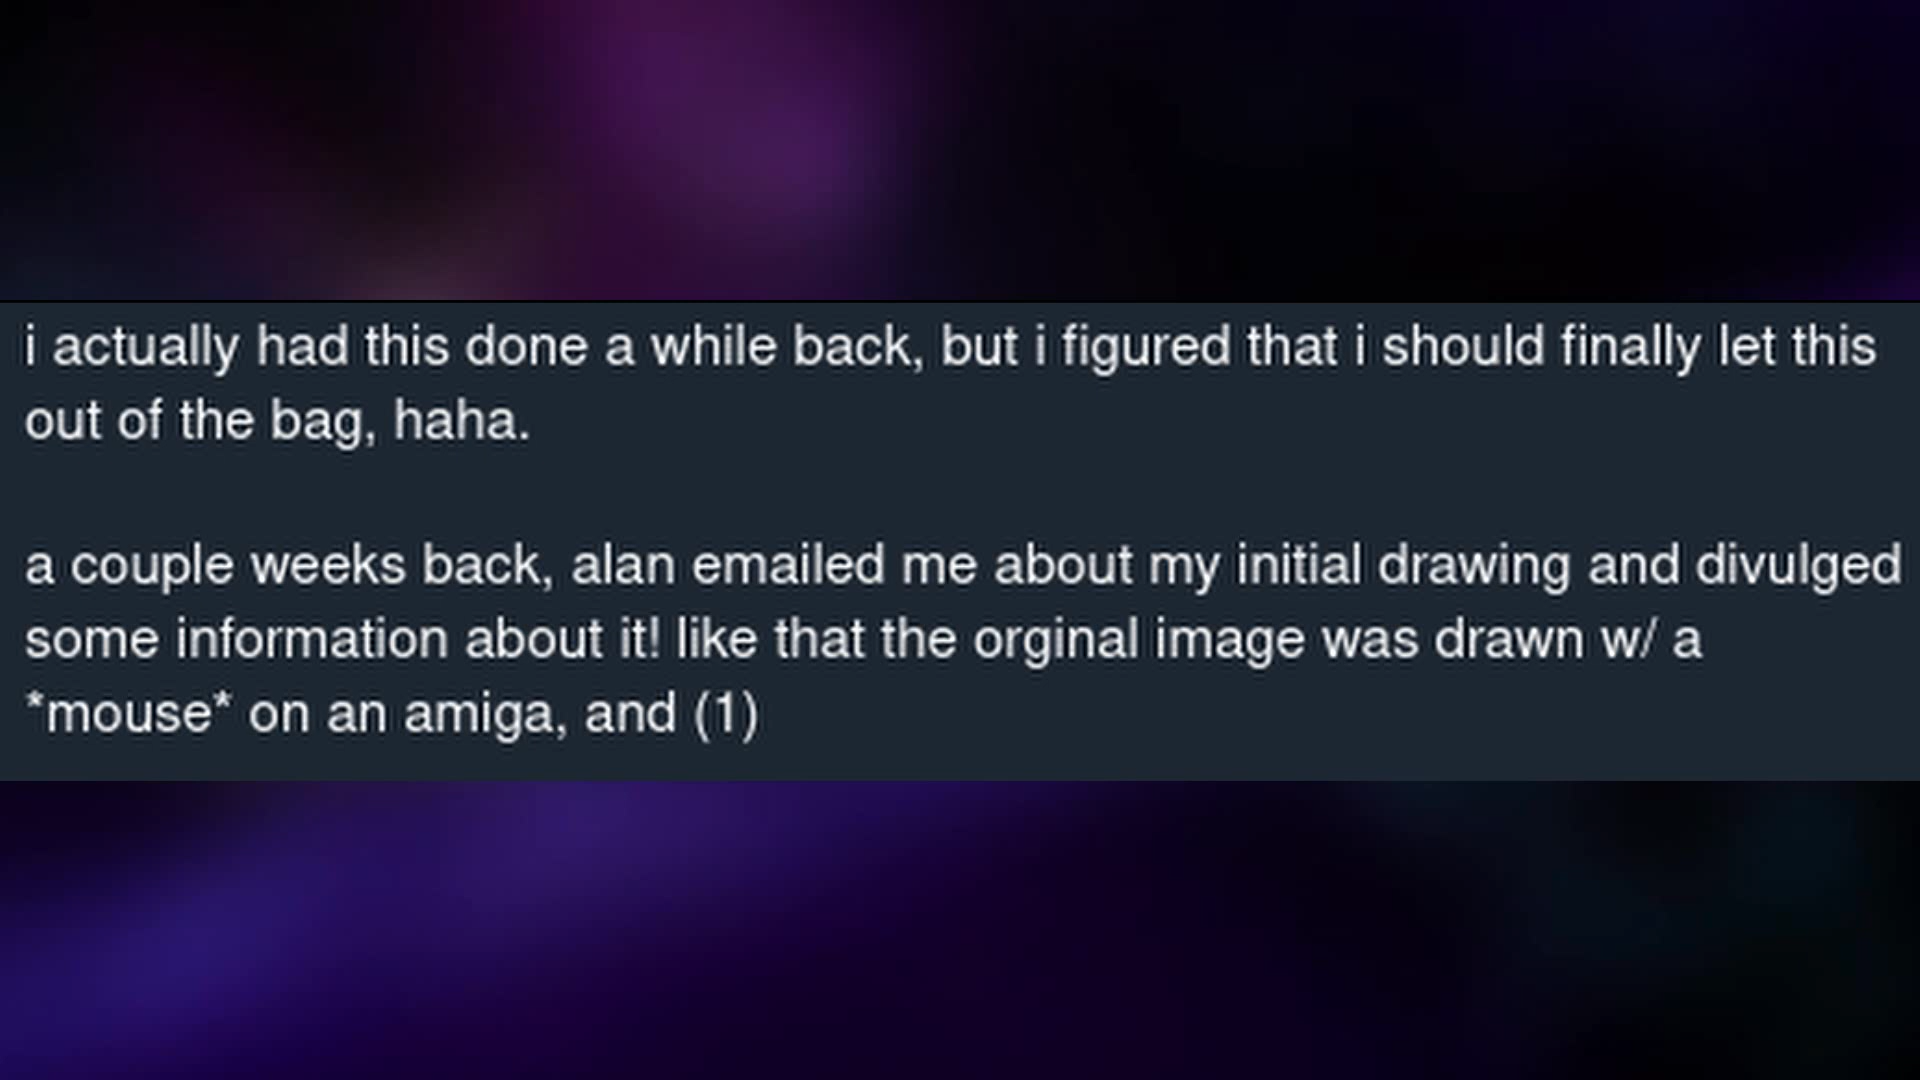 i actually had this done a while back, but i figured that i should finally let this
out of the bag, haha.
a couple weeks back, alan emailed me about my initial drawing and divulged
some information about it! like that the orginal image was drawn w/ a
*mouse* on an amiga, and (1)